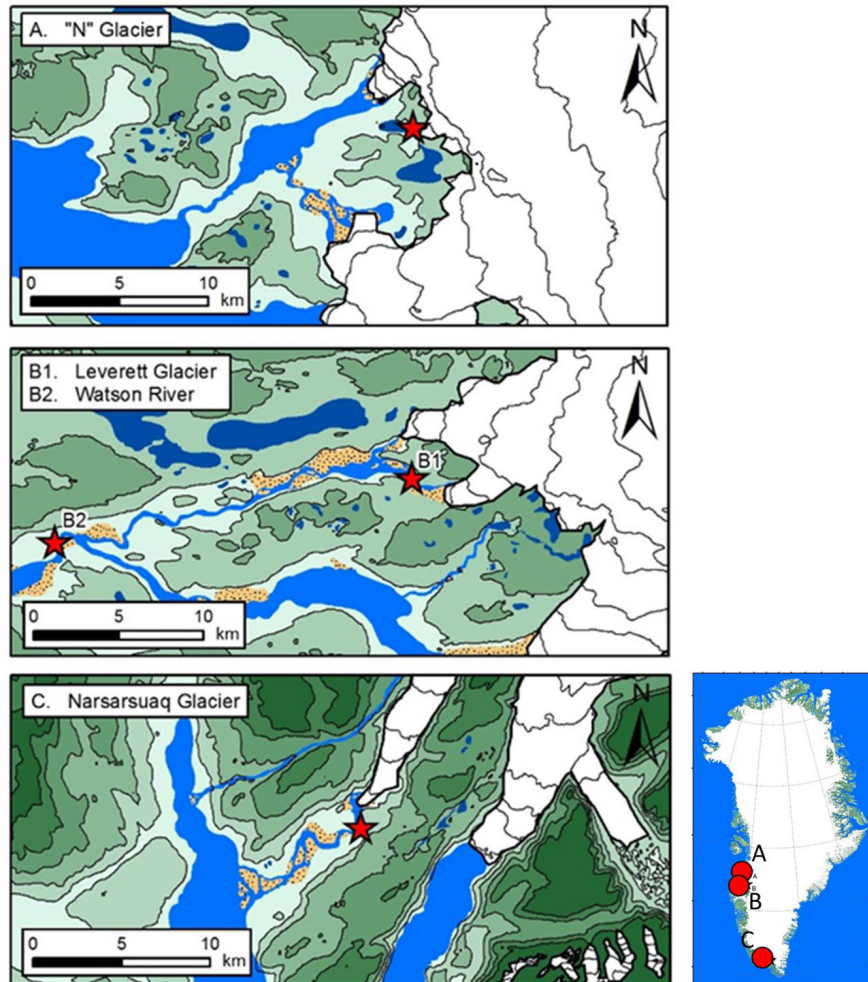 A. "N" Glacier
N
0 5 10
km
B1. Leverett Glacier
B2. Watson River
N
B1
B2
0 5 10
km
C. Narsarsuaq Glacier
N
0 5 10
km
A
A
B
B
C